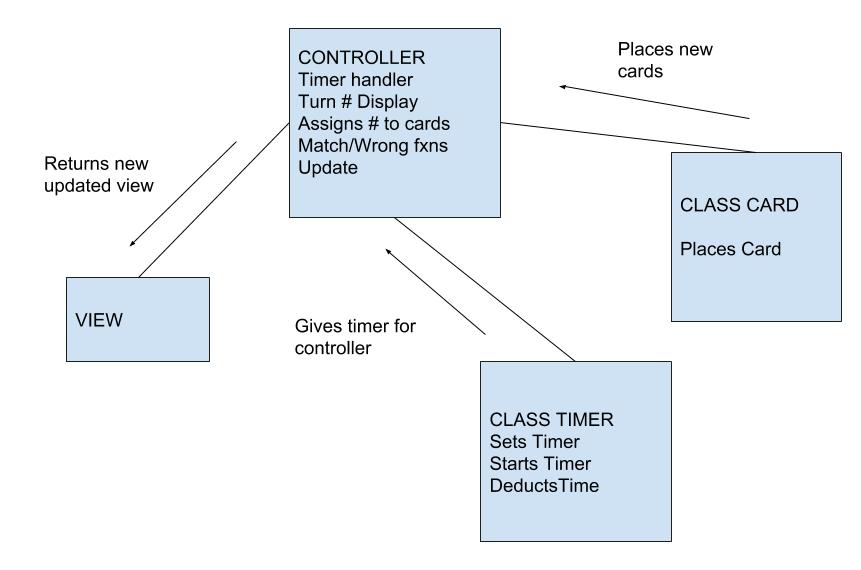 CONTROLLER
Timer handler
Turn # Display
Assigns # to cards
Match/Wrong fxns
Update
Places new
cards
Returns new
updated view
CLASS CARD
Places Card
VIEW
Gives timer for
controller
CLASS TIMER
Sets Timer
Starts Timer
DeductsTime